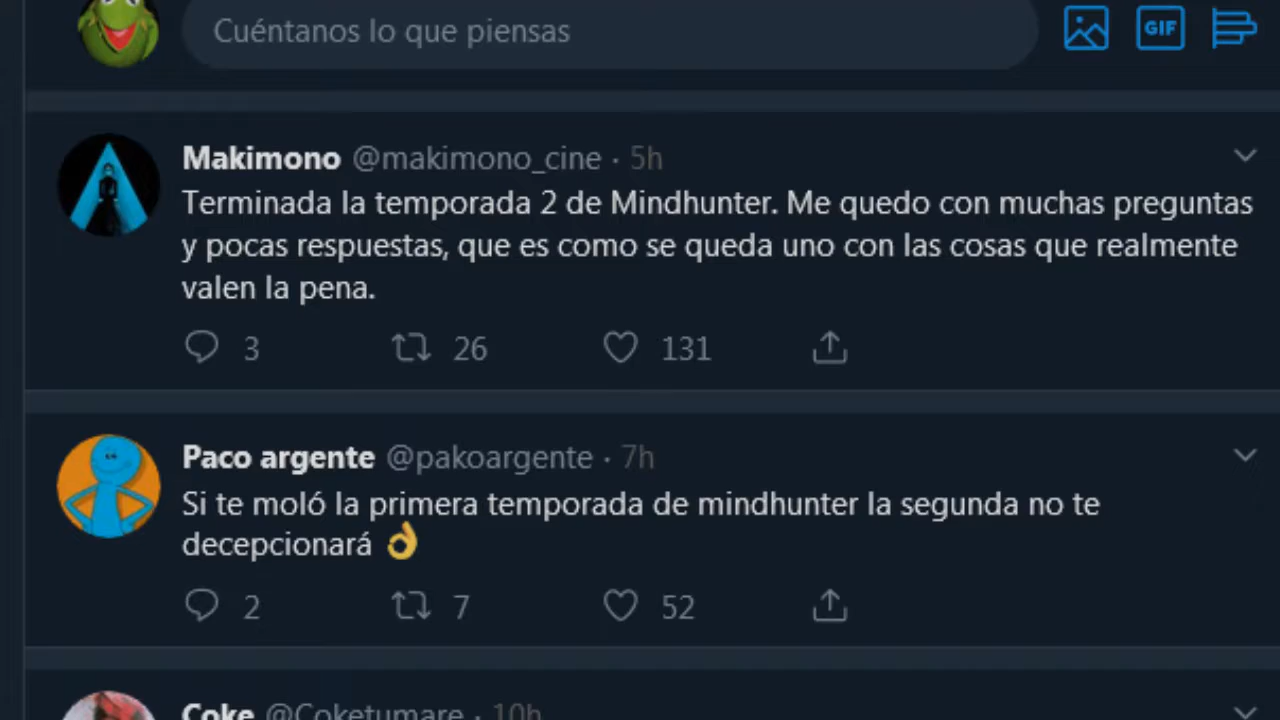 Cuéntanos lo que piensas
GIF
Makimono @makimono_cine · 5h
Terminada la temporada 2 de Mindhunter. Me quedo con muchas preguntas
y pocas respuestas, que es como se queda uno con las cosas que realmente
valen la pena.
3 26 131
Paco argente @pakoargente · 7h
Si te moló la primera temporada de mindhunter la segunda no te
decepcionará 👌
2 7 52
Coke @Coketumare · 10h